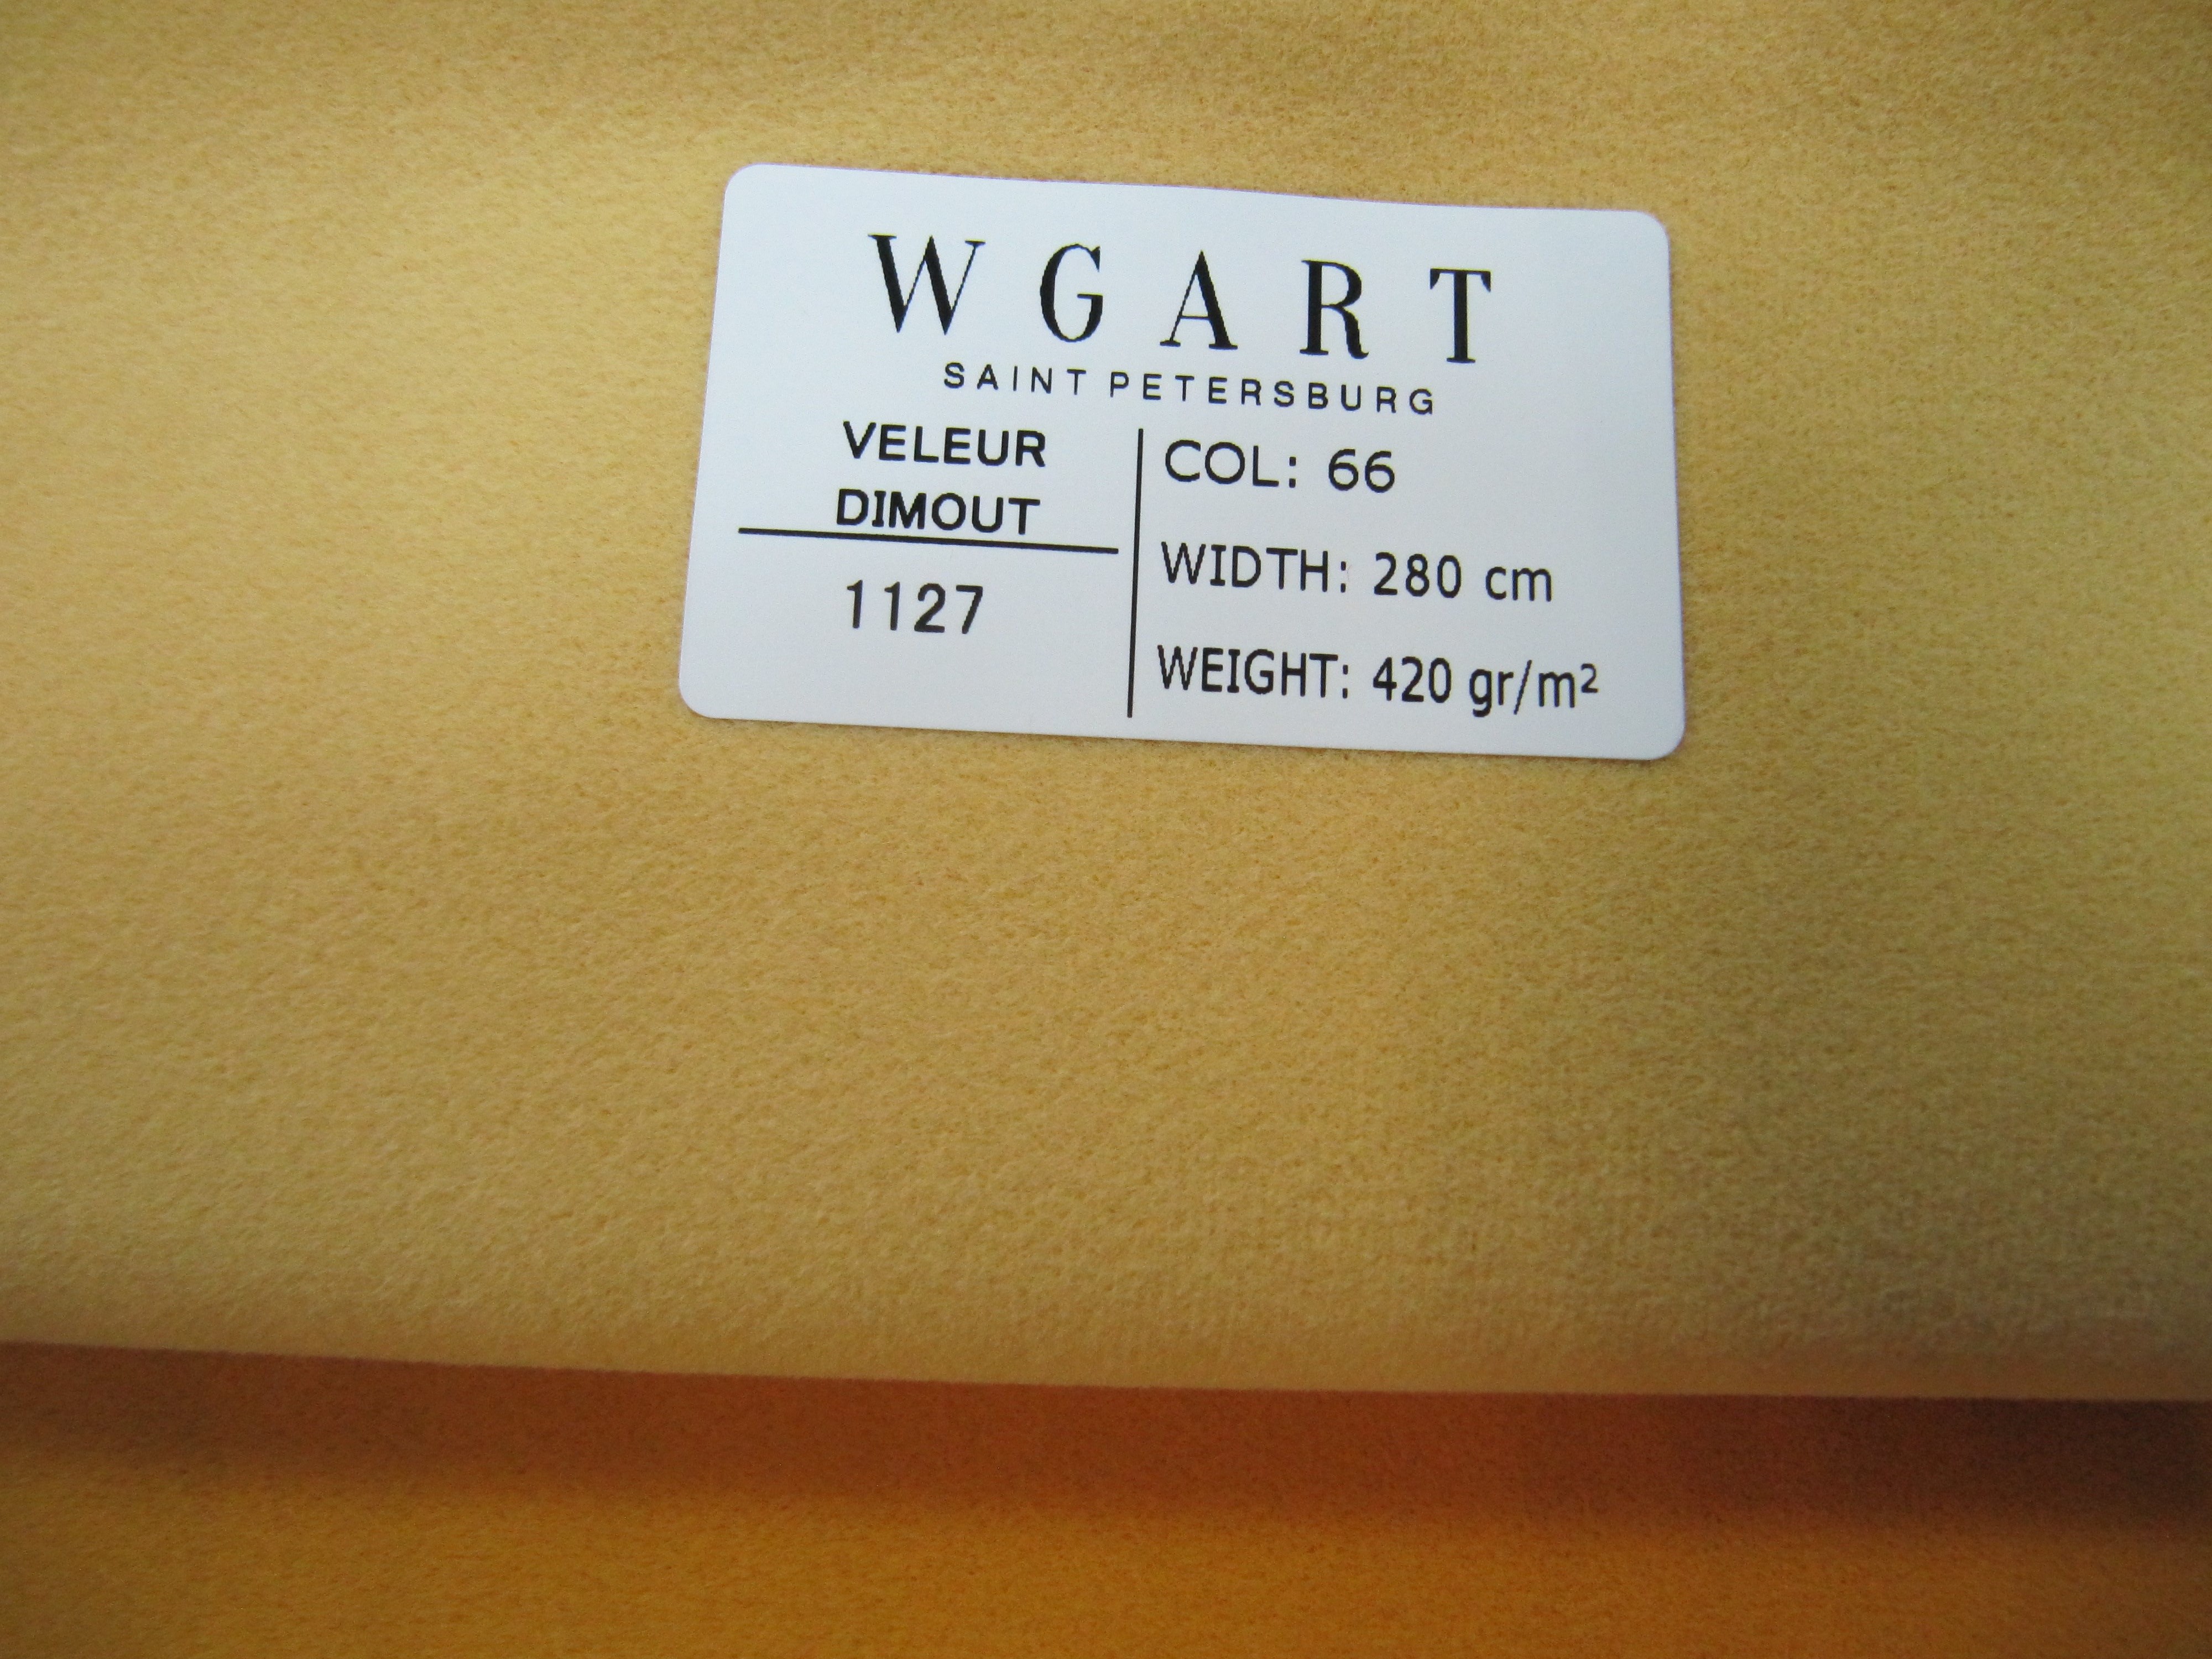 WGART
SAINT PETERSBURG
VELEUR
DIMOUT
1127
COL: 66
WIDTH: 280 cm
WEIGHT: 420 gr/m²